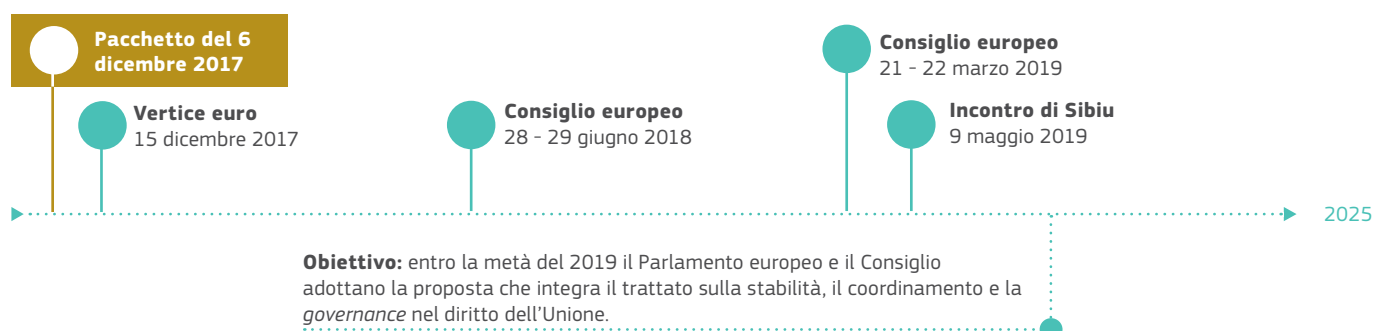 Pacchetto del 6
dicembre 2017
Vertice euro
15 dicembre 2017
Consiglio europeo
28 - 29 giugno 2018
Consiglio europeo
21 - 22 marzo 2019
Incontro di Sibiu
9 maggio 2019
2025
Obiettivo: entro la metà del 2019 il Parlamento europeo e il Consiglio
adottano la proposta che integra il trattato sulla stabilità, il coordinamento e la
governance nel diritto dell’Unione.